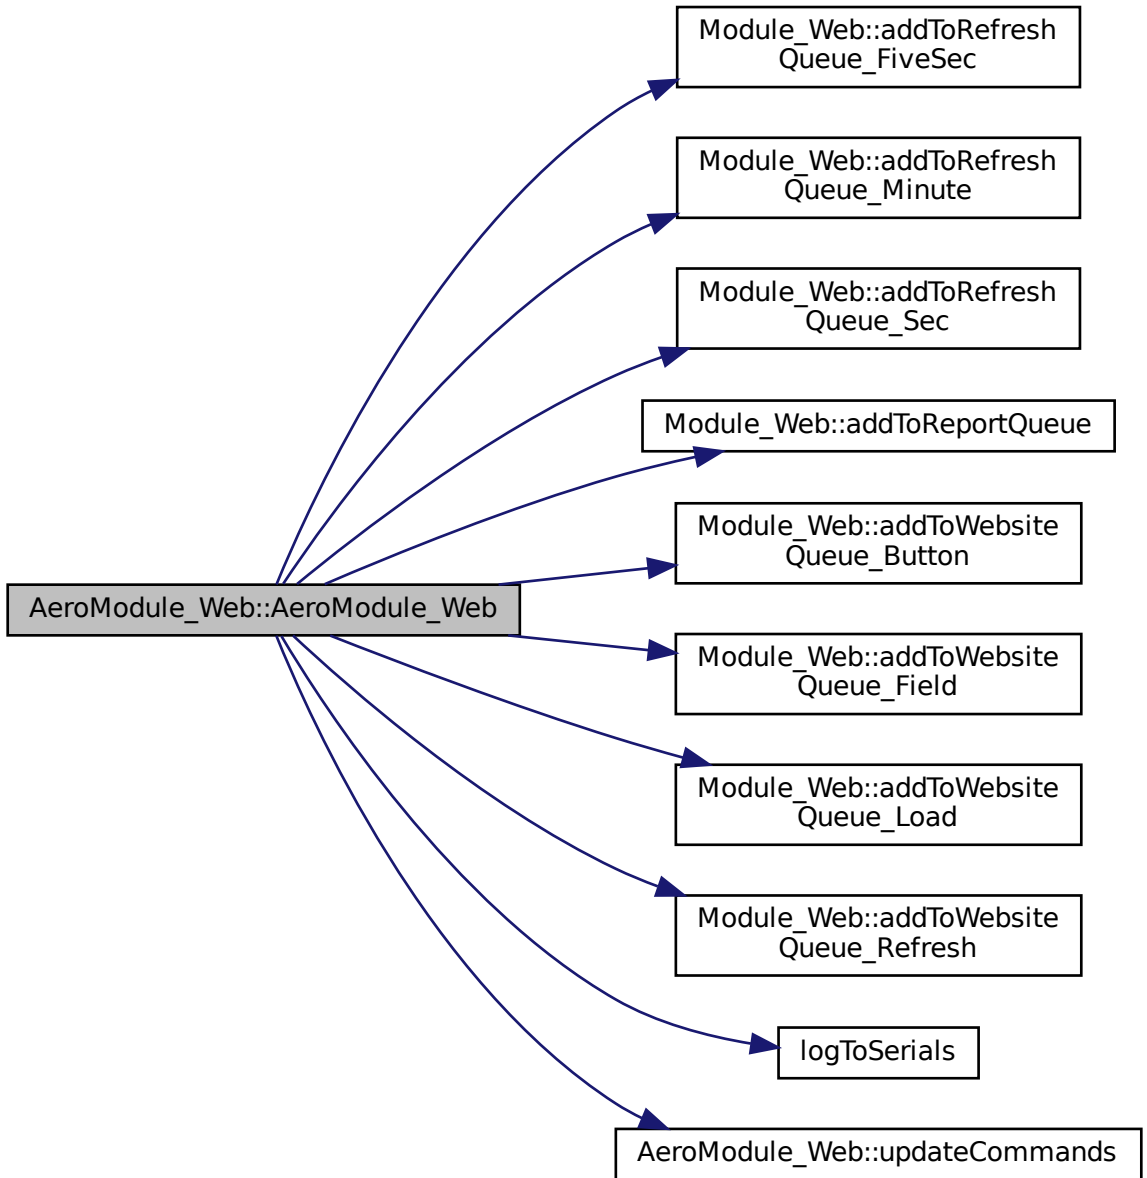 Module_Web::addToRefresh
Queue_FiveSec
Module_Web::addToRefresh
Queue_Minute
Module_Web::addToRefresh
Queue_Sec
Module_Web::addToReportQueue
Module_Web::addToWebsite
Queue_Button
AeroModule_Web::AeroModule_Web
Module_Web::addToWebsite
Queue_Field
Module_Web::addToWebsite
Queue_Load
Module_Web::addToWebsite
Queue_Refresh
logToSerials
AeroModule_Web::updateCommands